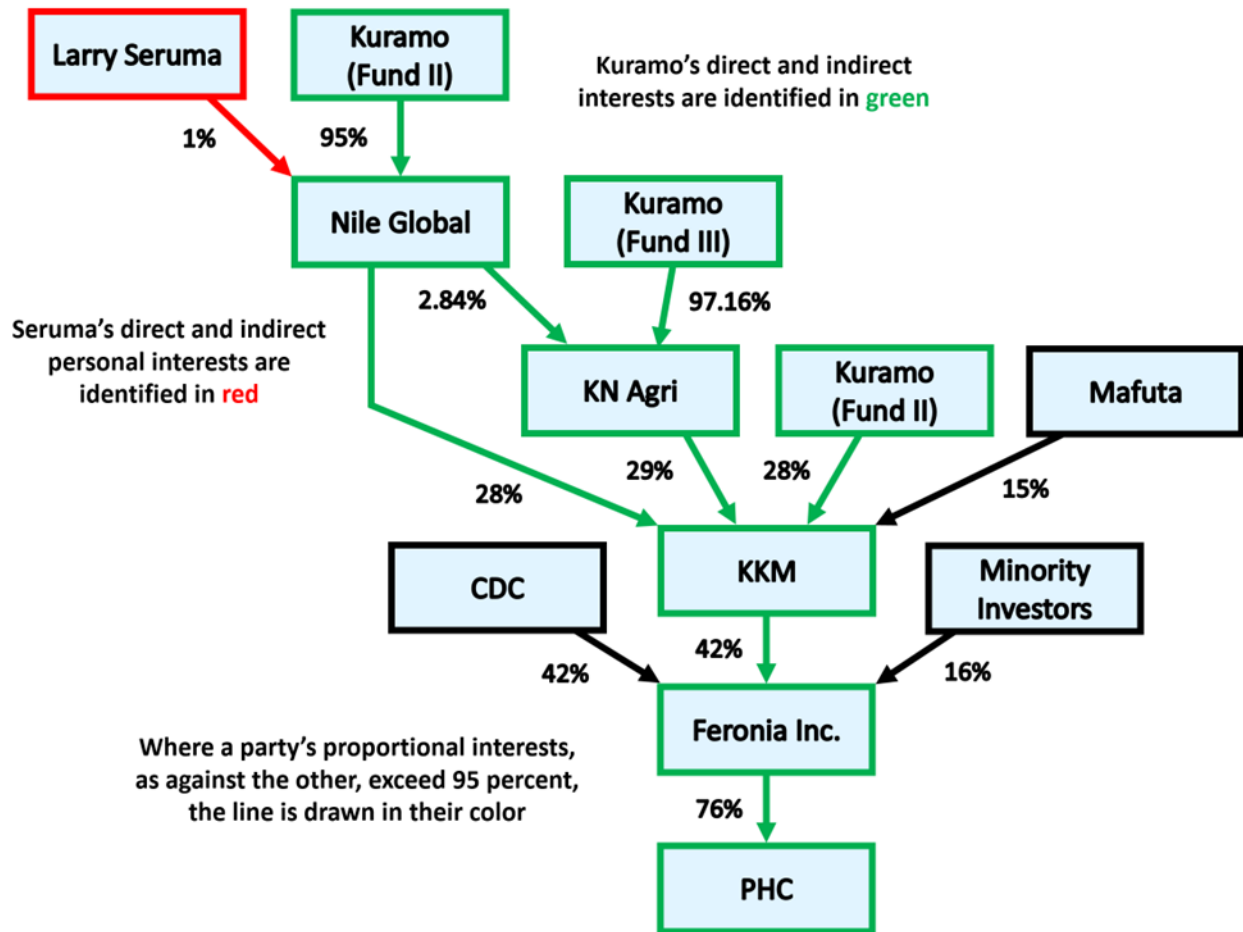 Larry Seruma
Kuramo
(Fund II)
Kuramo’s direct and indirect
interests are identified in green
1%
95%
Nile Global
Kuramo
(Fund III)
2.84%
97.16%
Seruma’s direct and indirect
personal interests are
identified in red
KN Agri
Kuramo
(Fund II)
Mafuta
28%
29%
28%
15%
CDC
KKM
Minority
Investors
42%
42%
16%
Feronia Inc.
Where a party’s proportional interests,
as against the other, exceed 95 percent,
the line is drawn in their color
76%
PHC